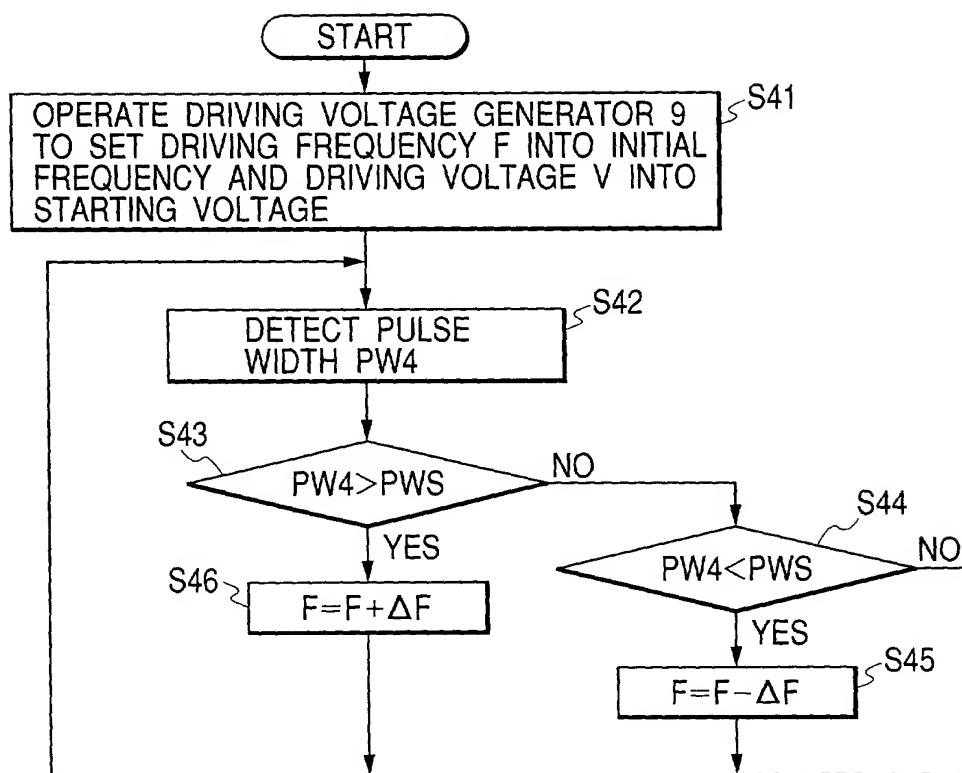 START
S41
OPERATE DRIVING VOLTAGE GENERATOR 9
TO SET DRIVING FREQUENCY F INTO INITIAL
FREQUENCY AND DRIVING VOLTAGE V INTO
STARTING VOLTAGE
S42
DETECT PULSE
WIDTH PW4
S43
PW4>PWS
NO
YES
S44
PW4<PWS
NO
YES
S46
F=F+ΔF
S45
F=F-ΔF